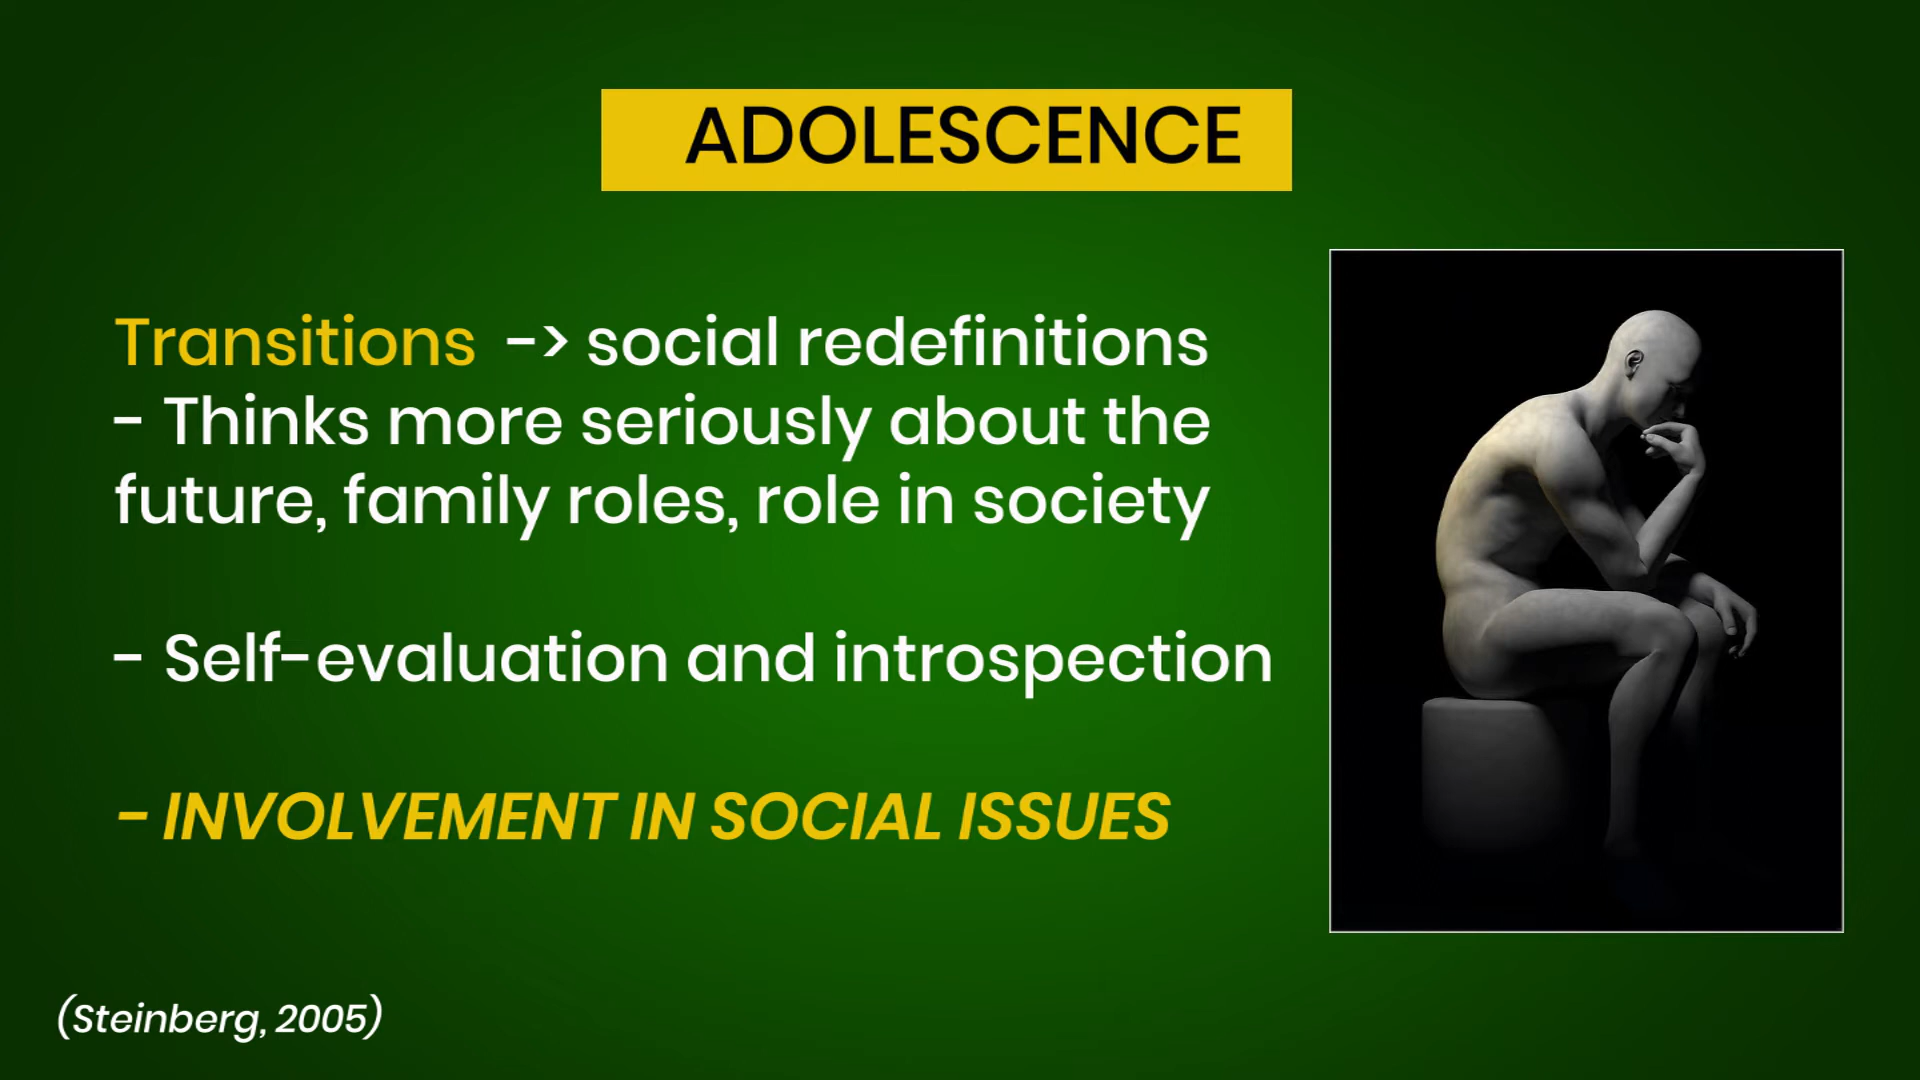 ADOLESCENCE
Transitions -> social redefinitions
- Thinks more seriously about the
future, family roles, role in society
- Self-evaluation and introspection
- INVOLVEMENT IN SOCIAL ISSUES
(Steinberg, 2005)